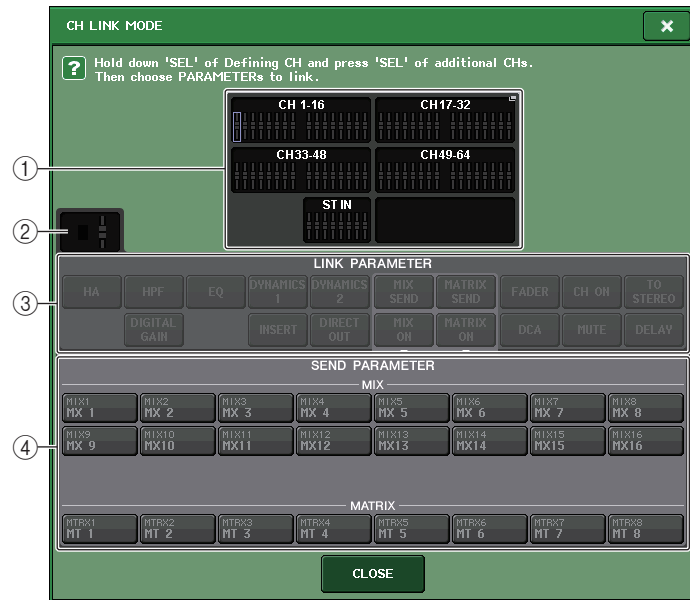 CH LINK MODE
×
? Hold down 'SEL' of Defining CH and press 'SEL' of additional CHs.
Then choose PARAMETERs to link.
CH 1-16
CH17-32
1
CH33-48
CH49-64
ST IN
2
LINK PARAMETER
HA
HPF
EQ
DYNAMICS 1
DYNAMICS 2
MIX SEND
MATRIX SEND
FADER
CH ON
TO STEREO
3
DIGITAL GAIN
INSERT
DIRECT OUT
MIX ON
MATRIX ON
DCA
MUTE
DELAY
SEND PARAMETER
MIX
MIX1 MIX2 MIX3 MIX4 MIX5 MIX6 MIX7 MIX8
MX 1 MX 2 MX 3 MX 4 MX 5 MX 6 MX 7 MX 8
MIX9 MIX10 MIX11 MIX12 MIX13 MIX14 MIX15 MIX16
MX 9 MX10 MX11 MX12 MX13 MX14 MX15 MX16
4
MATRIX
MTRX1 MTRX2 MTRX3 MTRX4 MTRX5 MTRX6 MTRX7 MTRX8
MT 1 MT 2 MT 3 MT 4 MT 5 MT 6 MT 7 MT 8
CLOSE